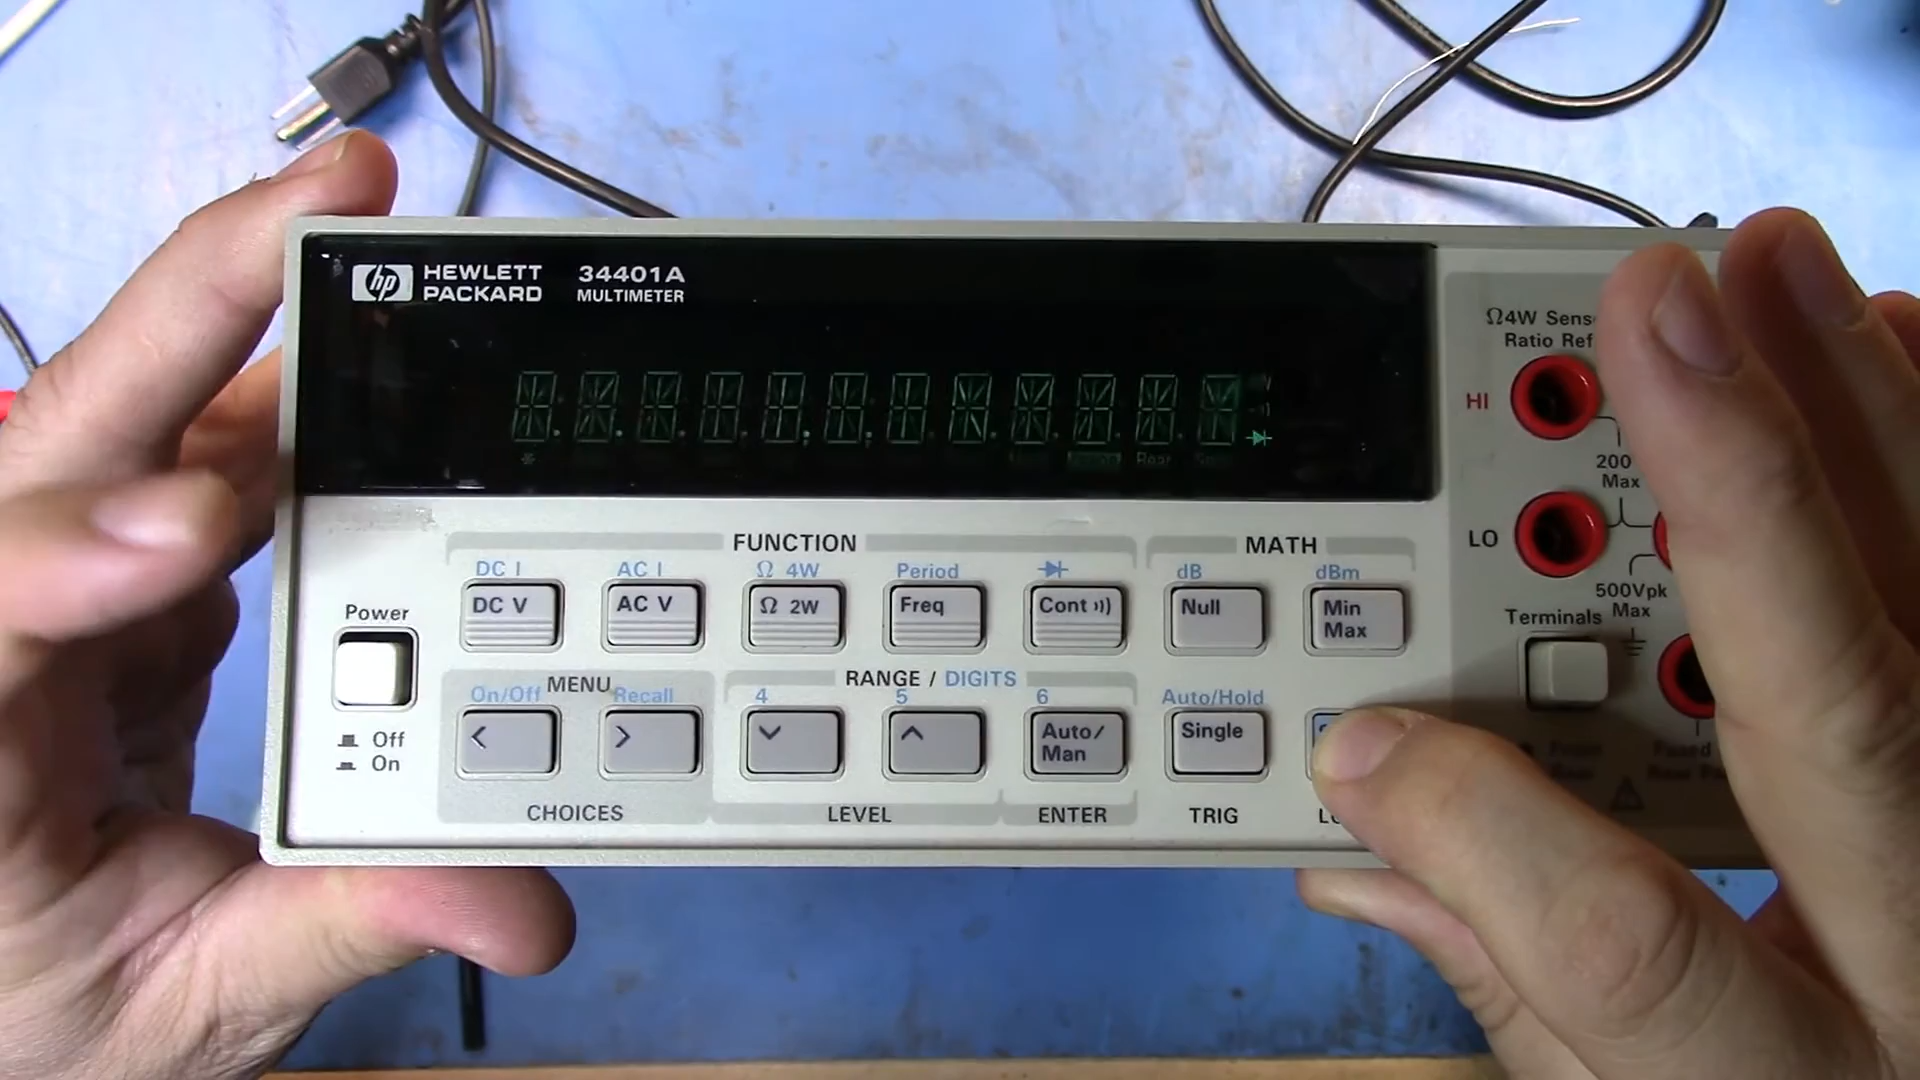 hp HEWLETT PACKARD
34401A
MULTIMETER
Ω4W
Ratio Ref
HI
200
Max
LO
500Vpk
Max
Terminals
Rear
FUNCTION
MATH
DC I
AC I
Ω 4W
Period
dB
dBm
DC V
AC V
Ω 2W
Freq
Cont
Null
Min
Max
Power
Off
On
MENU
RANGE / DIGITS
On/Off
Recall
4
5
6
Auto/Hold
<
>
Auto/
Man
Single
CHOICES
LEVEL
ENTER
TRIG